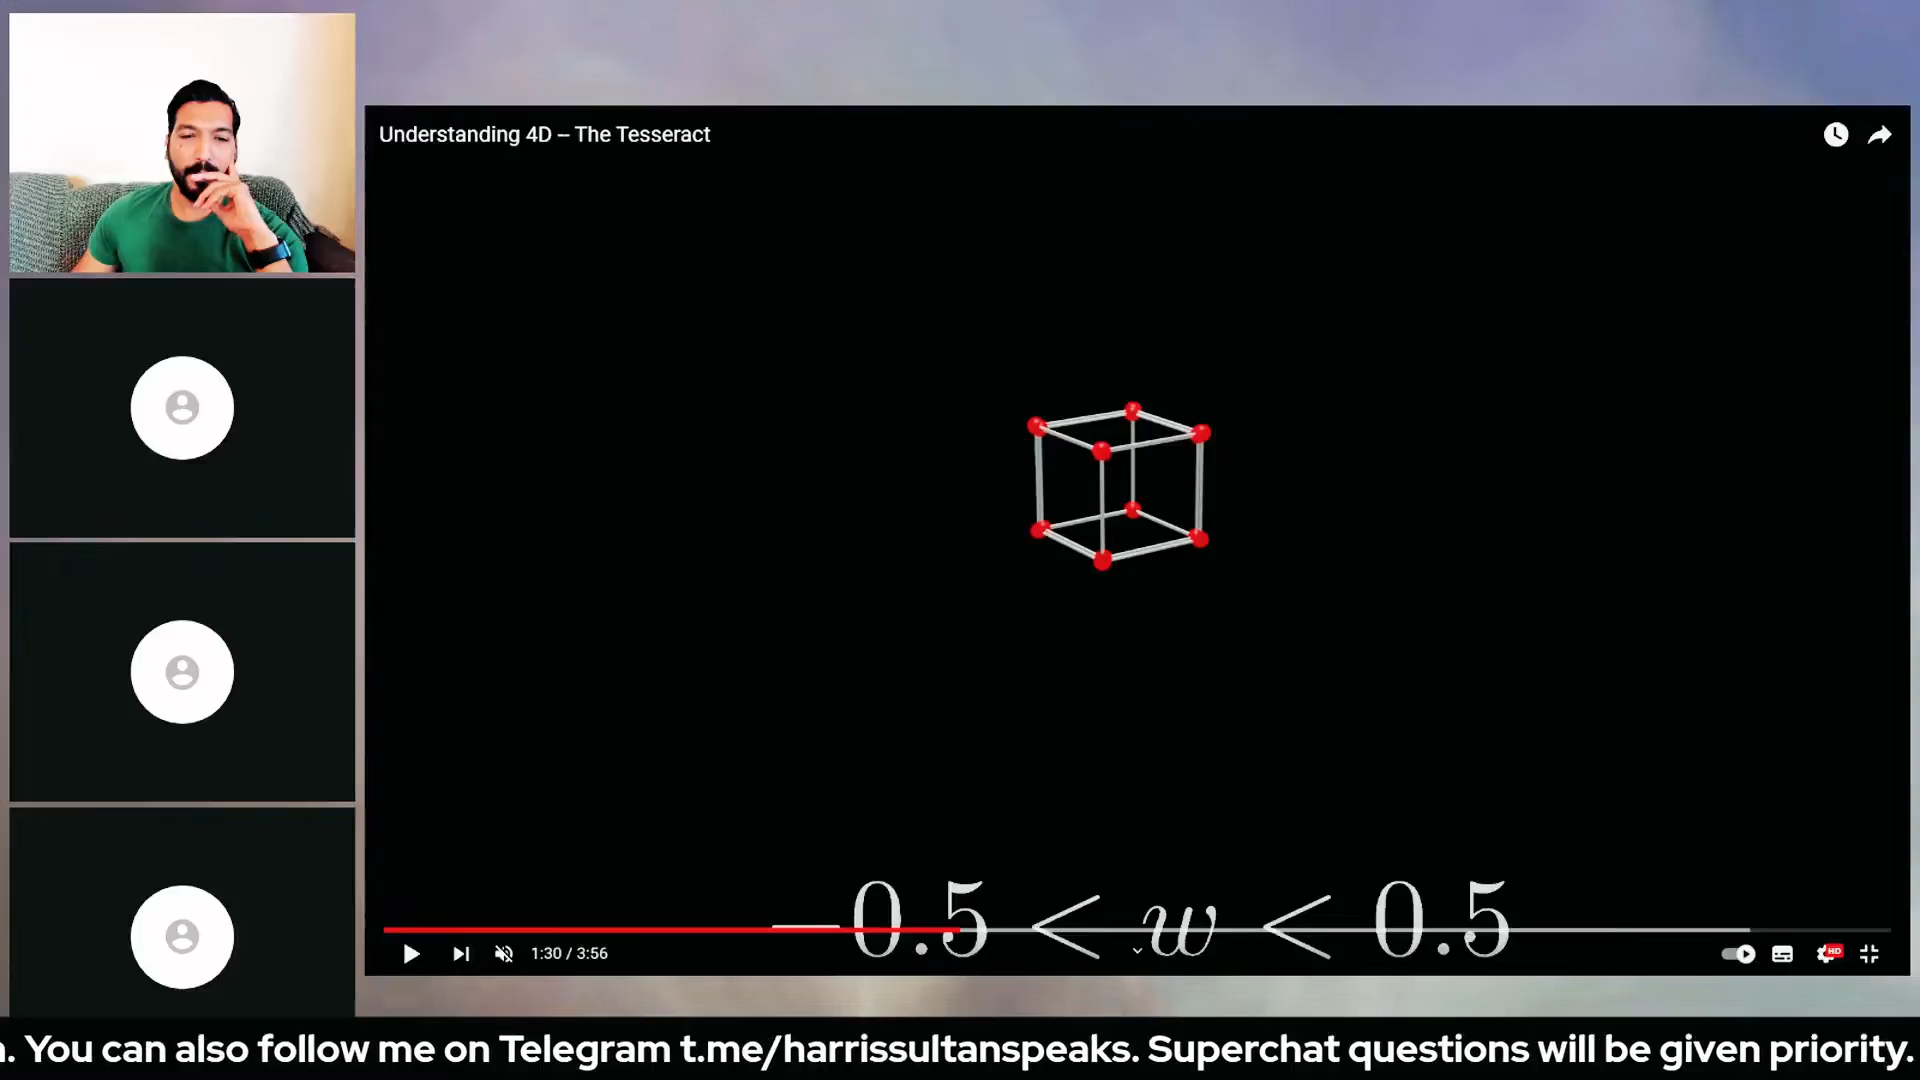 Understanding 4D – The Tesseract
0.5 < w < 0.5
1:30 / 3:56
HD
. You can also follow me on Telegram t.me/harrissultanspeaks. Superchat questions will be given priority.